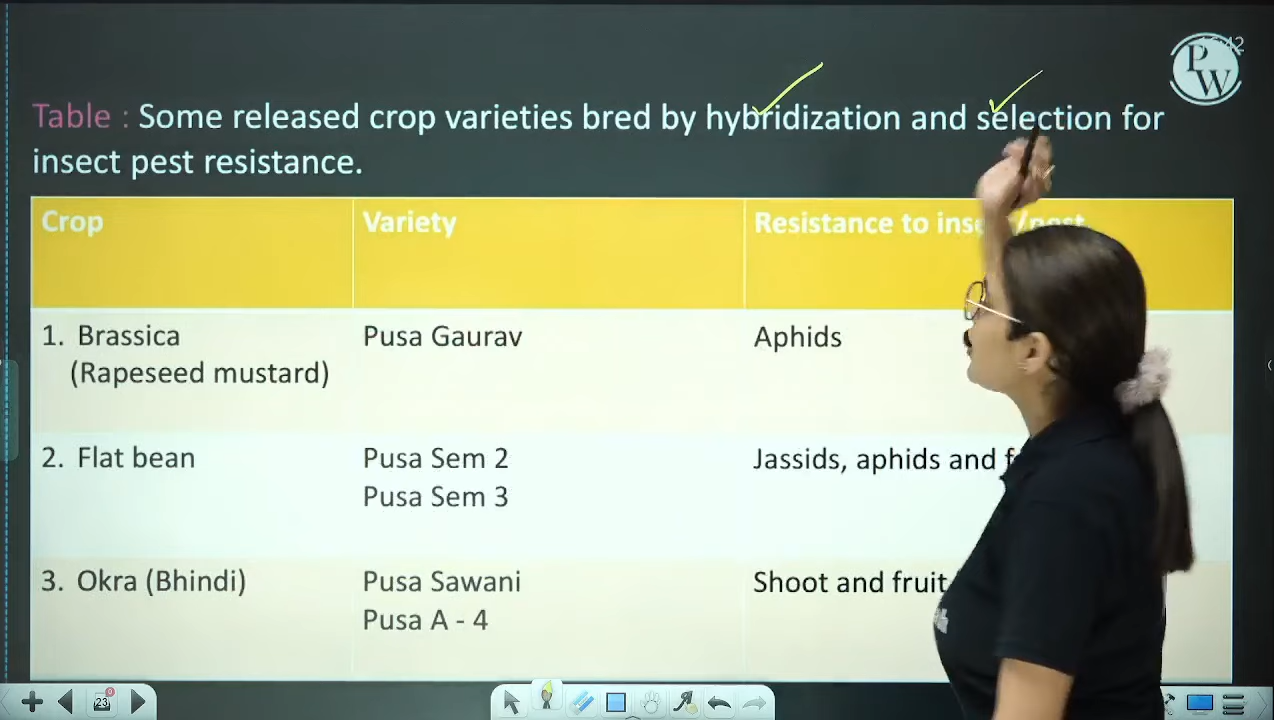 PW
Table : Some released crop varieties bred by hybridization and selection for
insect pest resistance.
Crop Variety Resistance to
1. Brassica Pusa Gaurav Aphids
(Rapeseed mustard)
2. Flat bean Pusa Sem 2 Jassids, aphids and
Pusa Sem 3
3. Okra (Bhindi) Pusa Sawani Shoot and fruit
Pusa A - 4
23